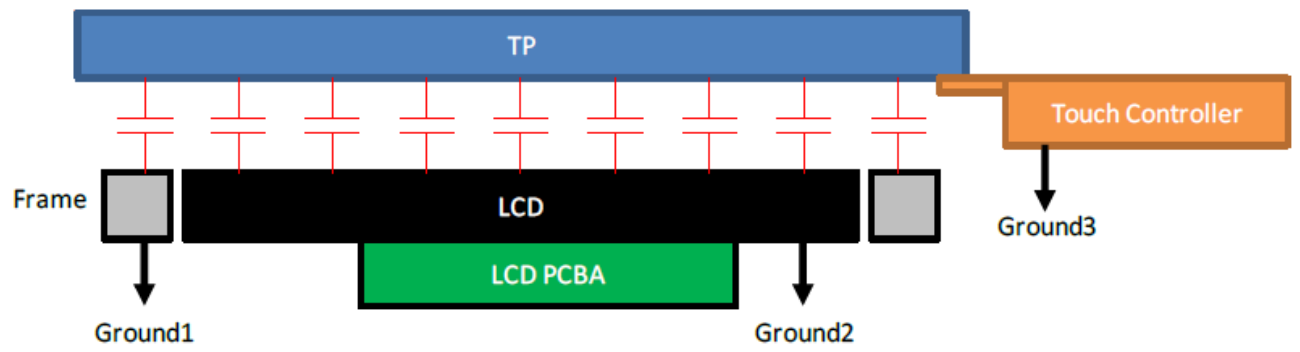 TP
Touch Controller
Frame
LCD
Ground3
LCD PCBA
Ground1
Ground2